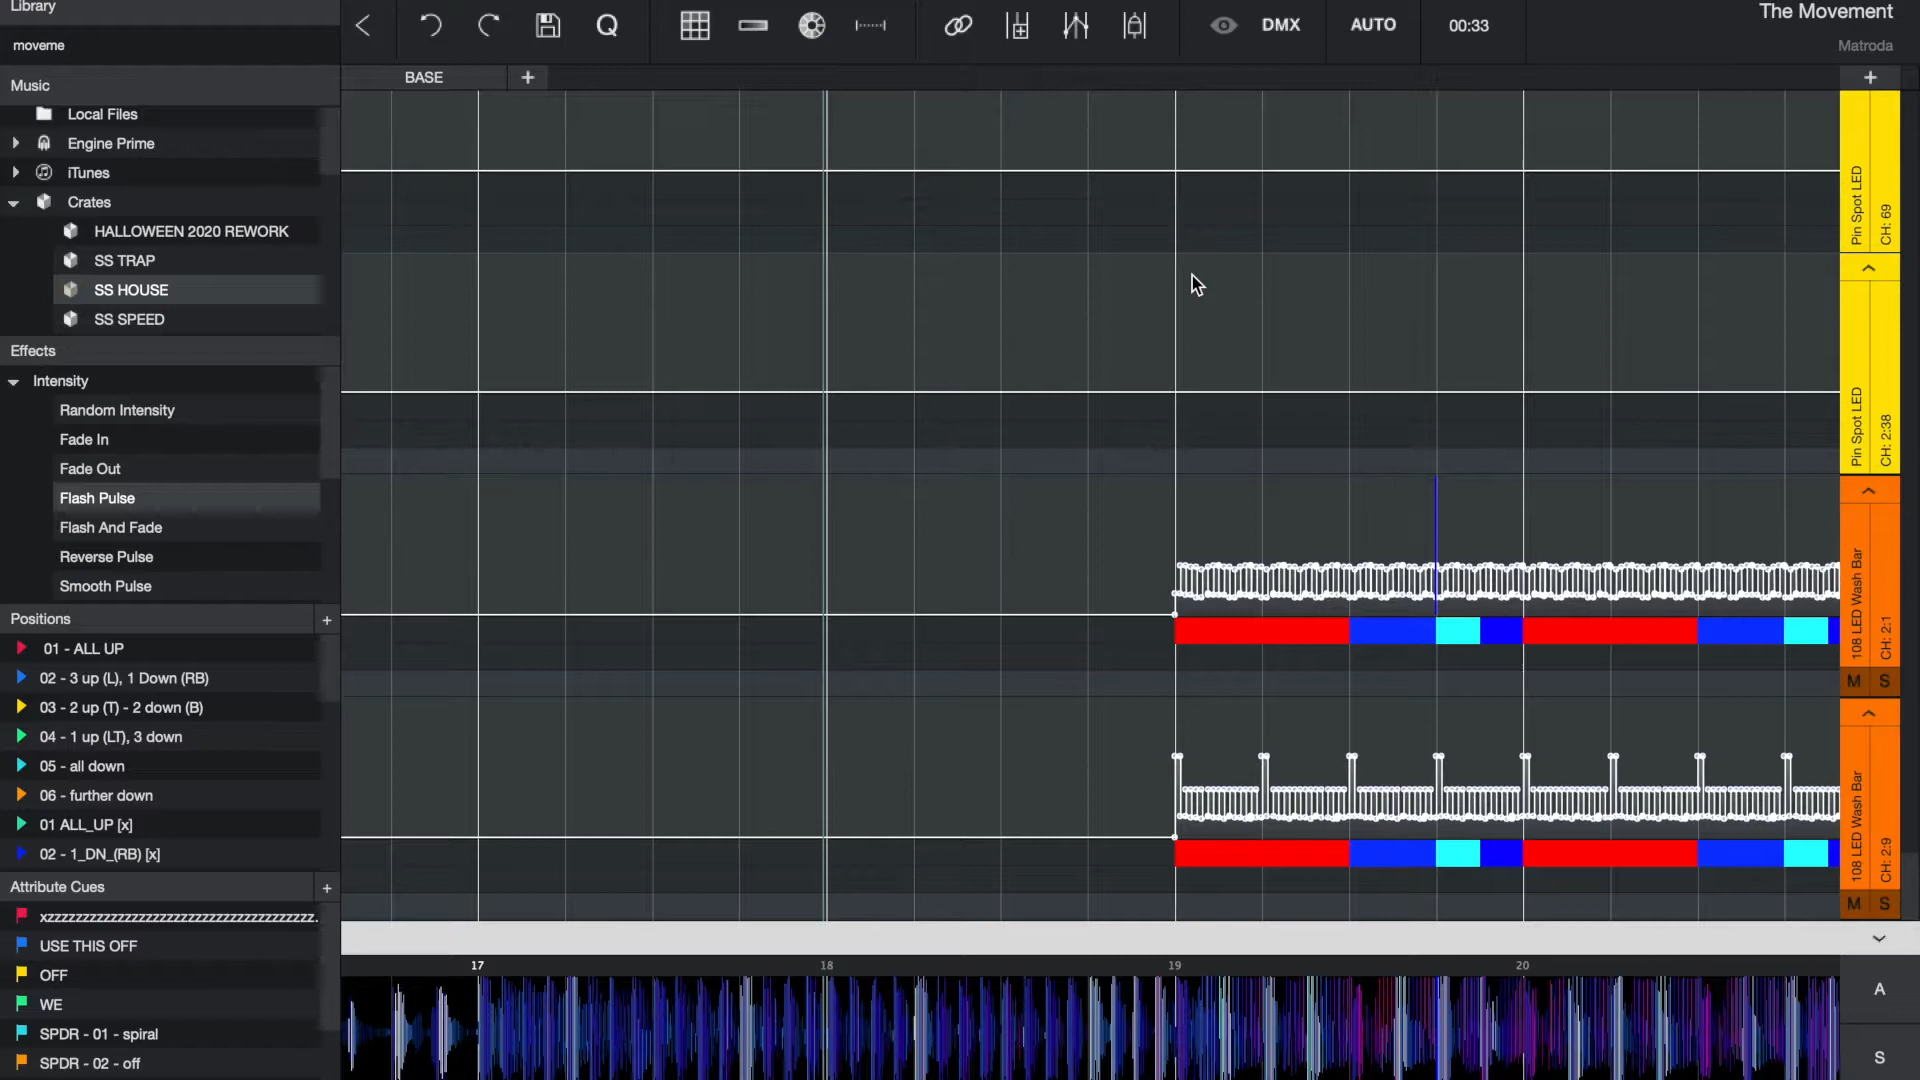 Library
moveme
Music
Local Files
Engine Prime
iTunes
Crates
HALLOWEEN 2020 REWORK
SS TRAP
SS HOUSE
SS SPEED
Effects
Intensity
Random Intensity
Fade In
Fade Out
Flash Pulse
Flash And Fade
Reverse Pulse
Smooth Pulse
Positions +
01 - ALL UP
02 - 3 up (L), 1 Down (RB)
03 - 2 up (T) - 2 down (B)
04 - 1 up (LT), 3 down
05 - all down
06 - further down
01 ALL_UP [x]
02 - 1_DN_(RB) [x]
Attribute Cues +
xzzzzzzzzzzzzzzzzzzzzzzzzzzzzzzzzzzzzzz.
USE THIS OFF
OFF
WE
SPDR - 01 - spiral
SPDR - 02 - off
Q
DMX
AUTO
00:33
The Movement
Matroda
BASE +
+
Pin Spot LED
CH: 69
Pin Spot LED
CH: 2:38
108 LED Wash Bar
CH: 2:1
M S
108 LED Wash Bar
CH: 2:9
M S
17 18 19 20
A
S